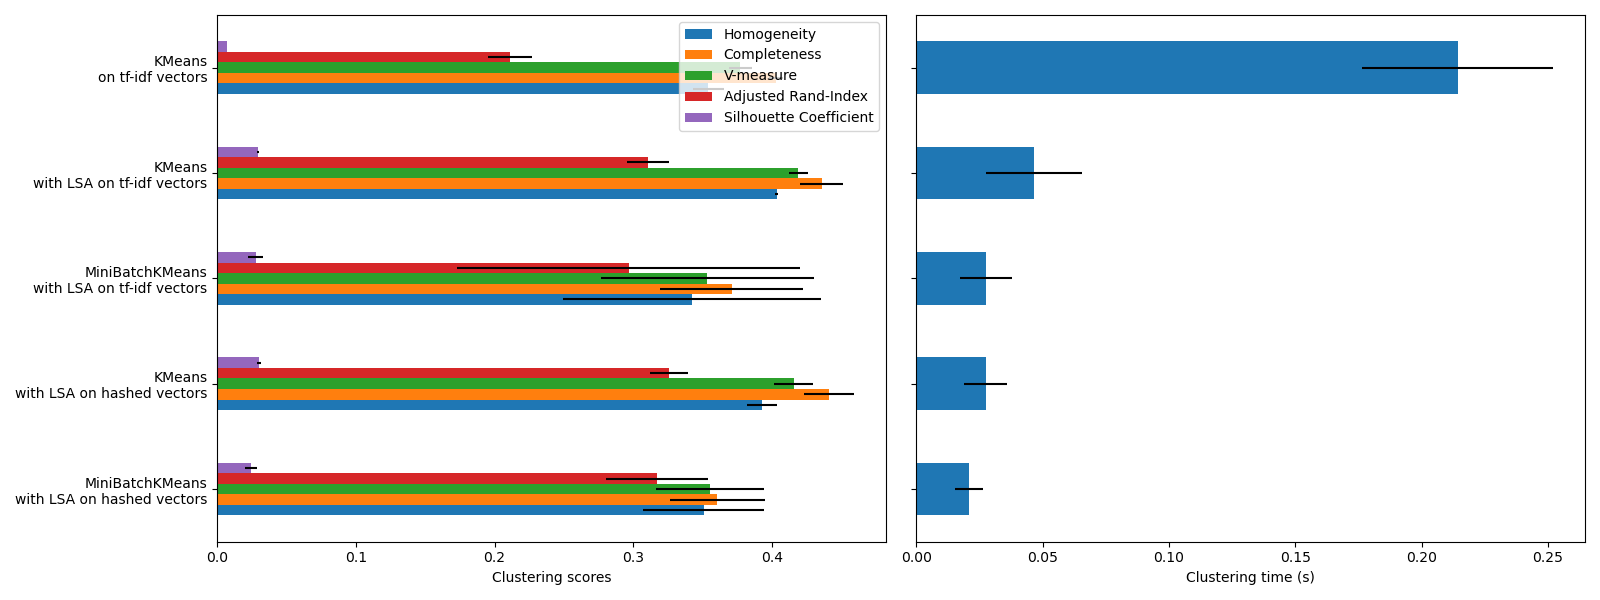 KMeans
on tf-idf vectors
KMeans
with LSA on tf-idf vectors
MiniBatchKMeans
with LSA on tf-idf vectors
KMeans
with LSA on hashed vectors
MiniBatchKMeans
with LSA on hashed vectors
Homogeneity
Completeness
V-measure
Adjusted Rand-Index
Silhouette Coefficient
0.0 0.1 0.2 0.3 0.4
Clustering scores
0.00 0.05 0.10 0.15 0.20 0.25
Clustering time (s)